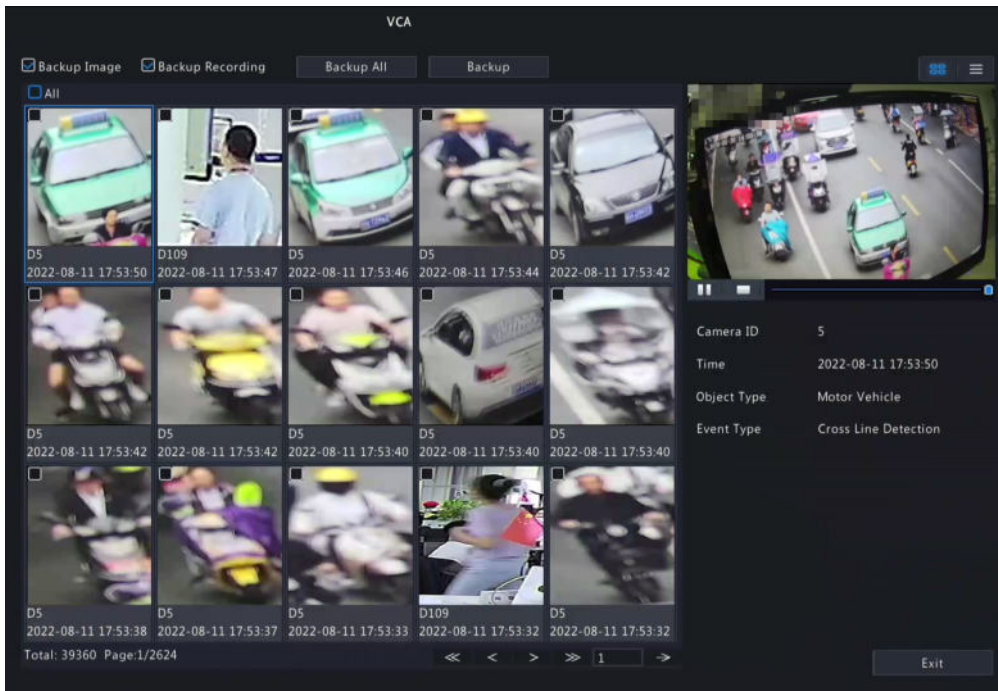 VCA
Backup Image Backup Recording Backup All Backup
All
D5 D109 D5 D5 D5
2022-08-11 17:53:50 2022-08-11 17:53:47 2022-08-11 17:53:46 2022-08-11 17:53:44 2022-08-11 17:53:42
D5 D5 D5 D5 D5
2022-08-11 17:53:42 2022-08-11 17:53:42 2022-08-11 17:53:40 2022-08-11 17:53:40 2022-08-11 17:53:40
D5 D5 D5 D109 D5
2022-08-11 17:53:38 2022-08-11 17:53:37 2022-08-11 17:53:33 2022-08-11 17:53:32 2022-08-11 17:53:32
Total: 39360 Page:1/2624
1
Camera ID 5
Time 2022-08-11 17:53:50
Object Type Motor Vehicle
Event Type Cross Line Detection
Exit